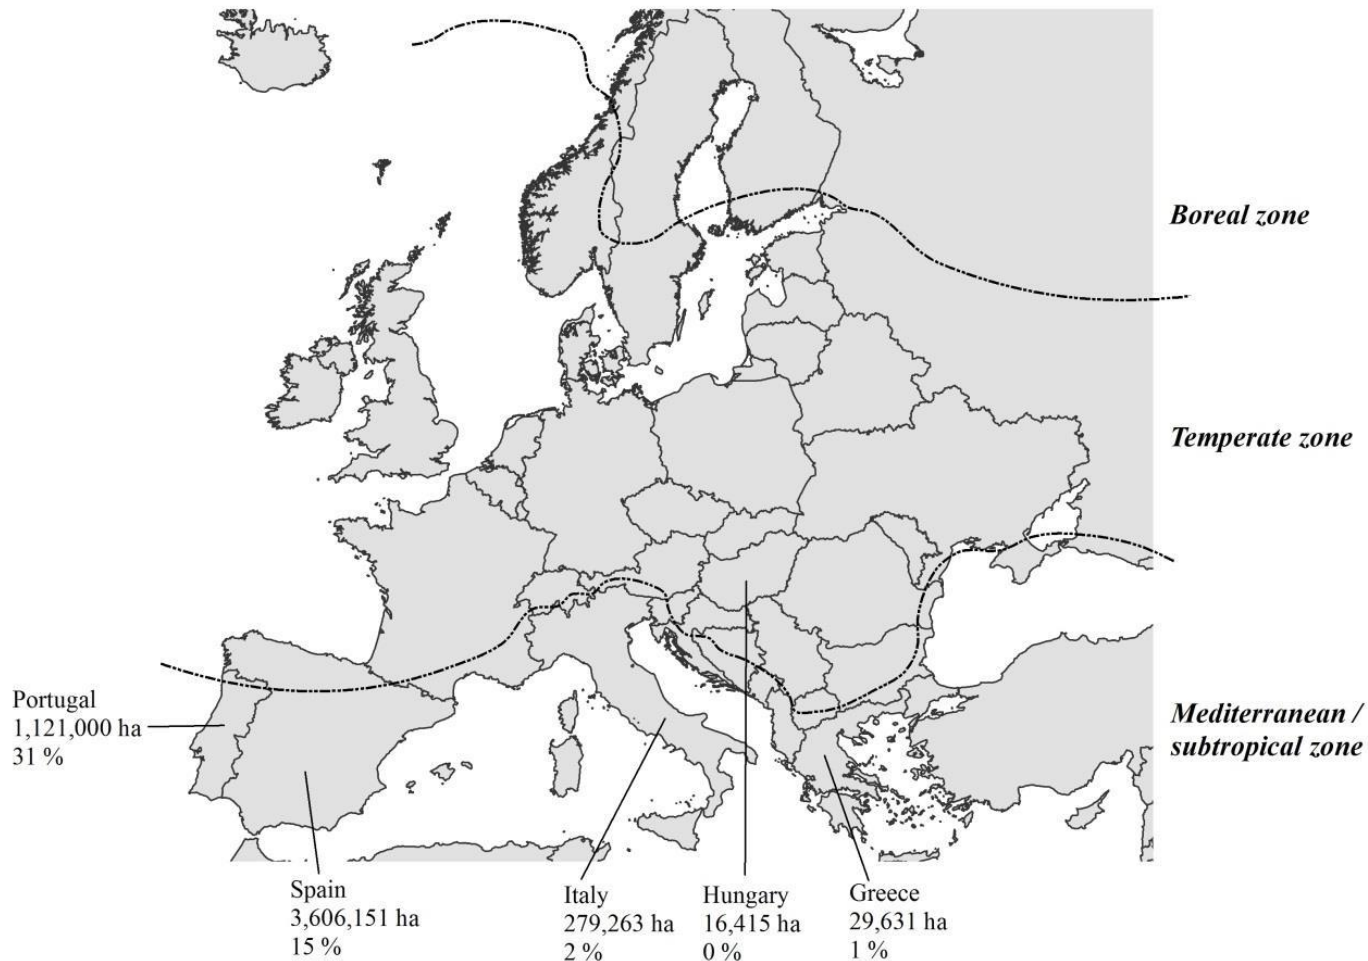 Boreal zone
Temperate zone
Portugal
1,121,000 ha
31 %
Mediterranean /
subtropical zone
Spain
3,606,151 ha
15 %
Italy
279,263 ha
2 %
Hungary
16,415 ha
0 %
Greece
29,631 ha
1 %